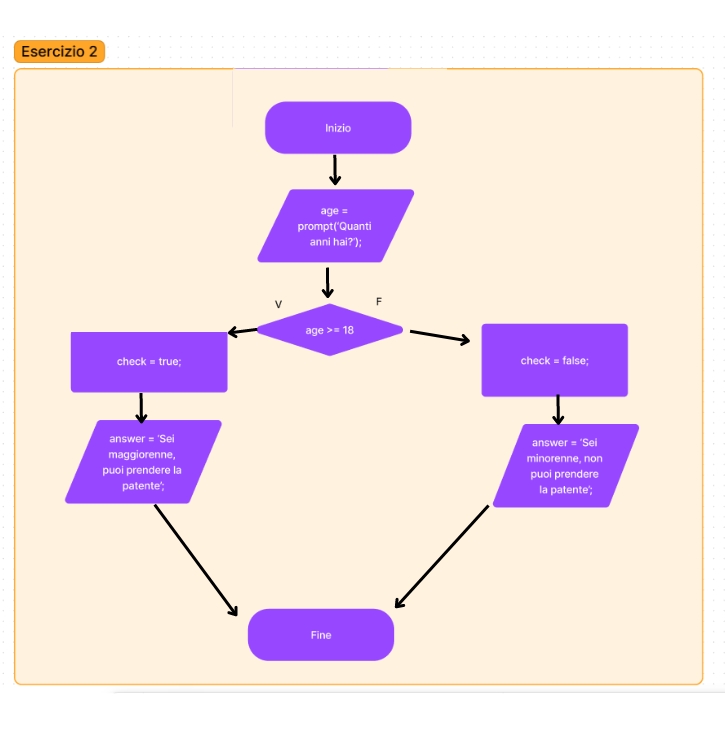 Esercizio 2
Inizio
age =
prompt('Quanti
anni hai?');
V
F
age >= 18
check = true;
check = false;
answer = 'Sei
maggiorenne,
puoi prendere la
patente';
answer = 'Sei
minorenne, non
puoi prendere
la patente';
Fine